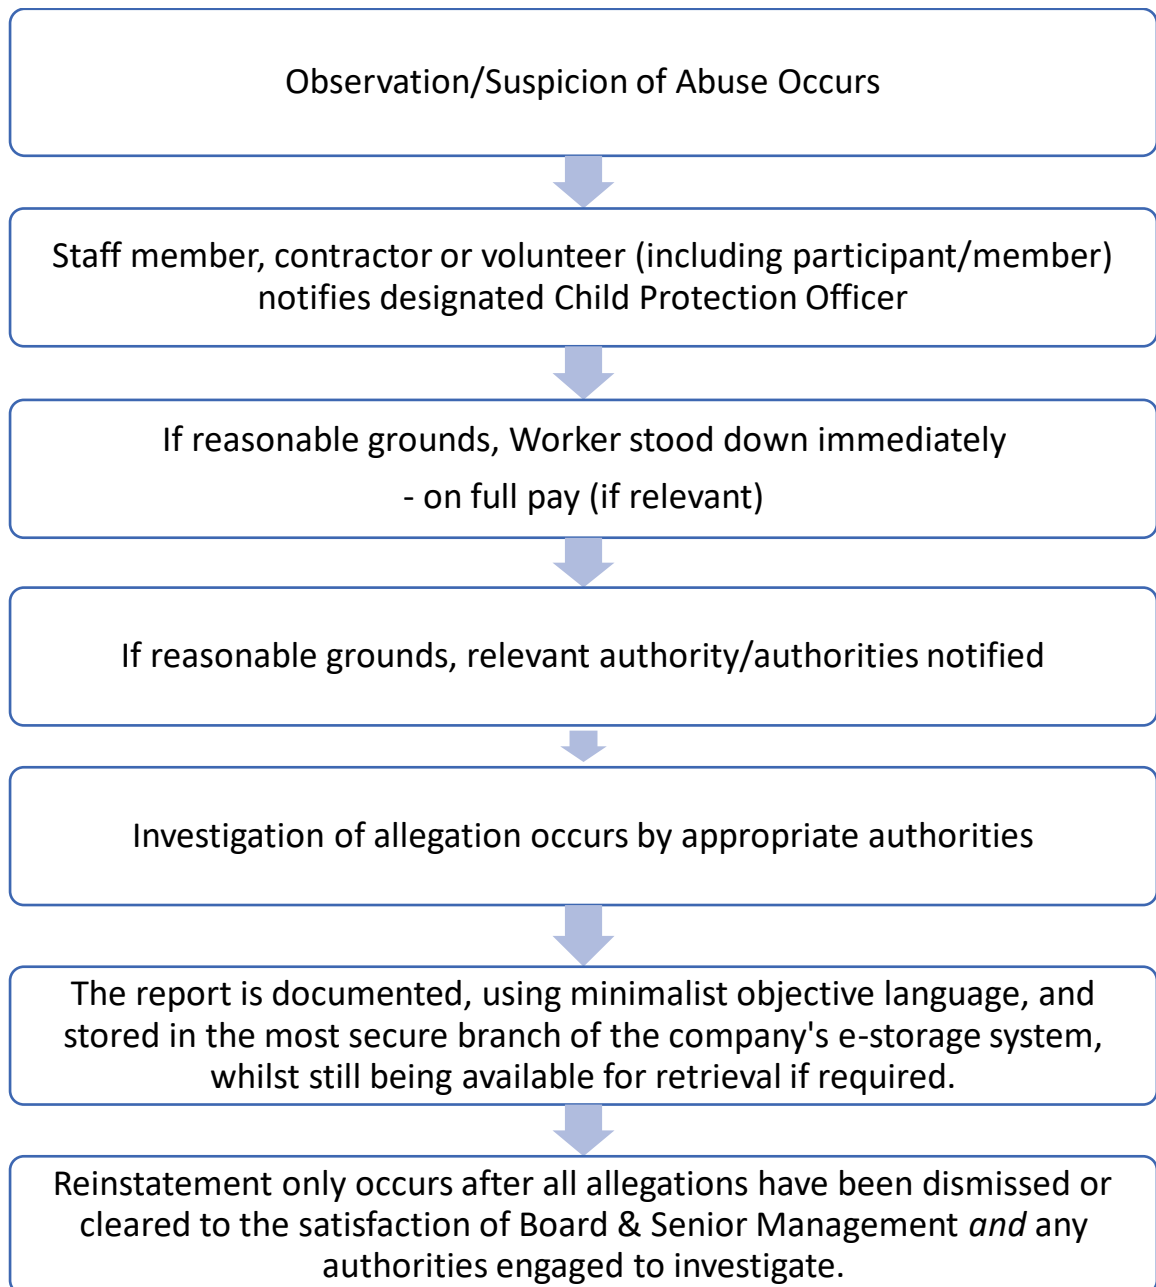 Observation/Suspicion of Abuse Occurs
Staff member, contractor or volunteer (including participant/member)
notifies designated Child Protection Officer
If reasonable grounds, Worker stood down immediately
- on full pay (if relevant)
If reasonable grounds, relevant authority/authorities notified
Investigation of allegation occurs by appropriate authorities
The report is documented, using minimalist objective language, and
stored in the most secure branch of the company's e-storage system,
whilst still being available for retrieval if required.
Reinstatement only occurs after all allegations have been dismissed or
cleared to the satisfaction of Board & Senior Management and any
authorities engaged to investigate.